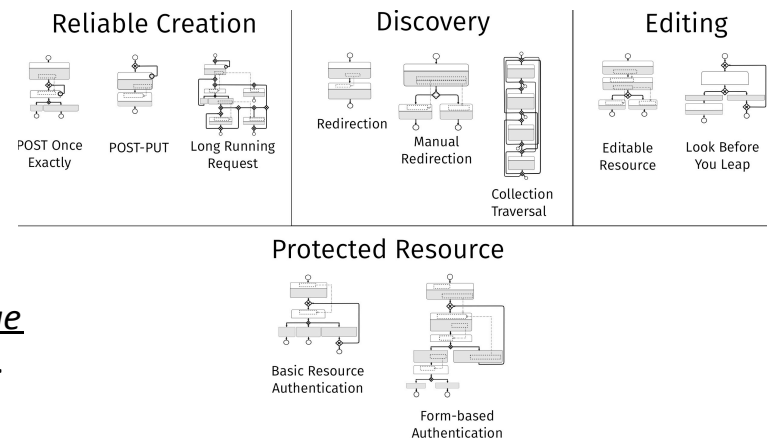 Reliable Creation
Discovery
Editing
POST Once
Exactly
POST-PUT
Long Running
Request
Redirection
Manual
Redirection
Collection
Traversal
Editable
Resource
Look Before
You Leap
Protected Resource
Basic Resource
Authentication
Form-based
Authentication